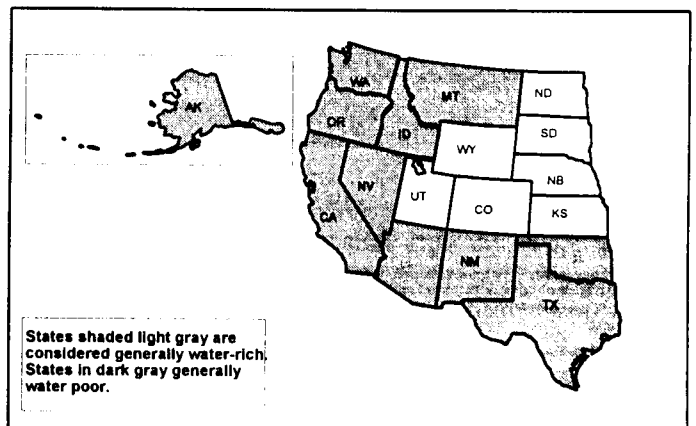 WA
MT
ND
AK
OR
ID
SD
WY
NB
NV
UT
CO
KS
CA
NM
TX
States shaded light gray are
considered generally water-rich.
States in dark gray generally
water poor.